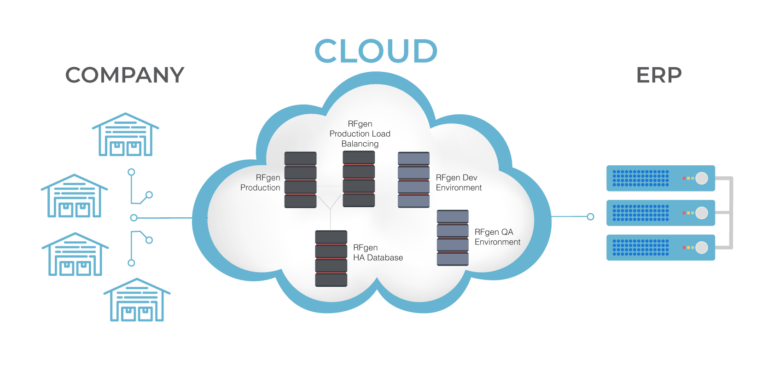 CLOUD
COMPANY
ERP
RFgen
Production Load
Balancing
RFgen
Production
RFgen Dev
Environment
RFgen QA
Environment
RFgen
HA Database